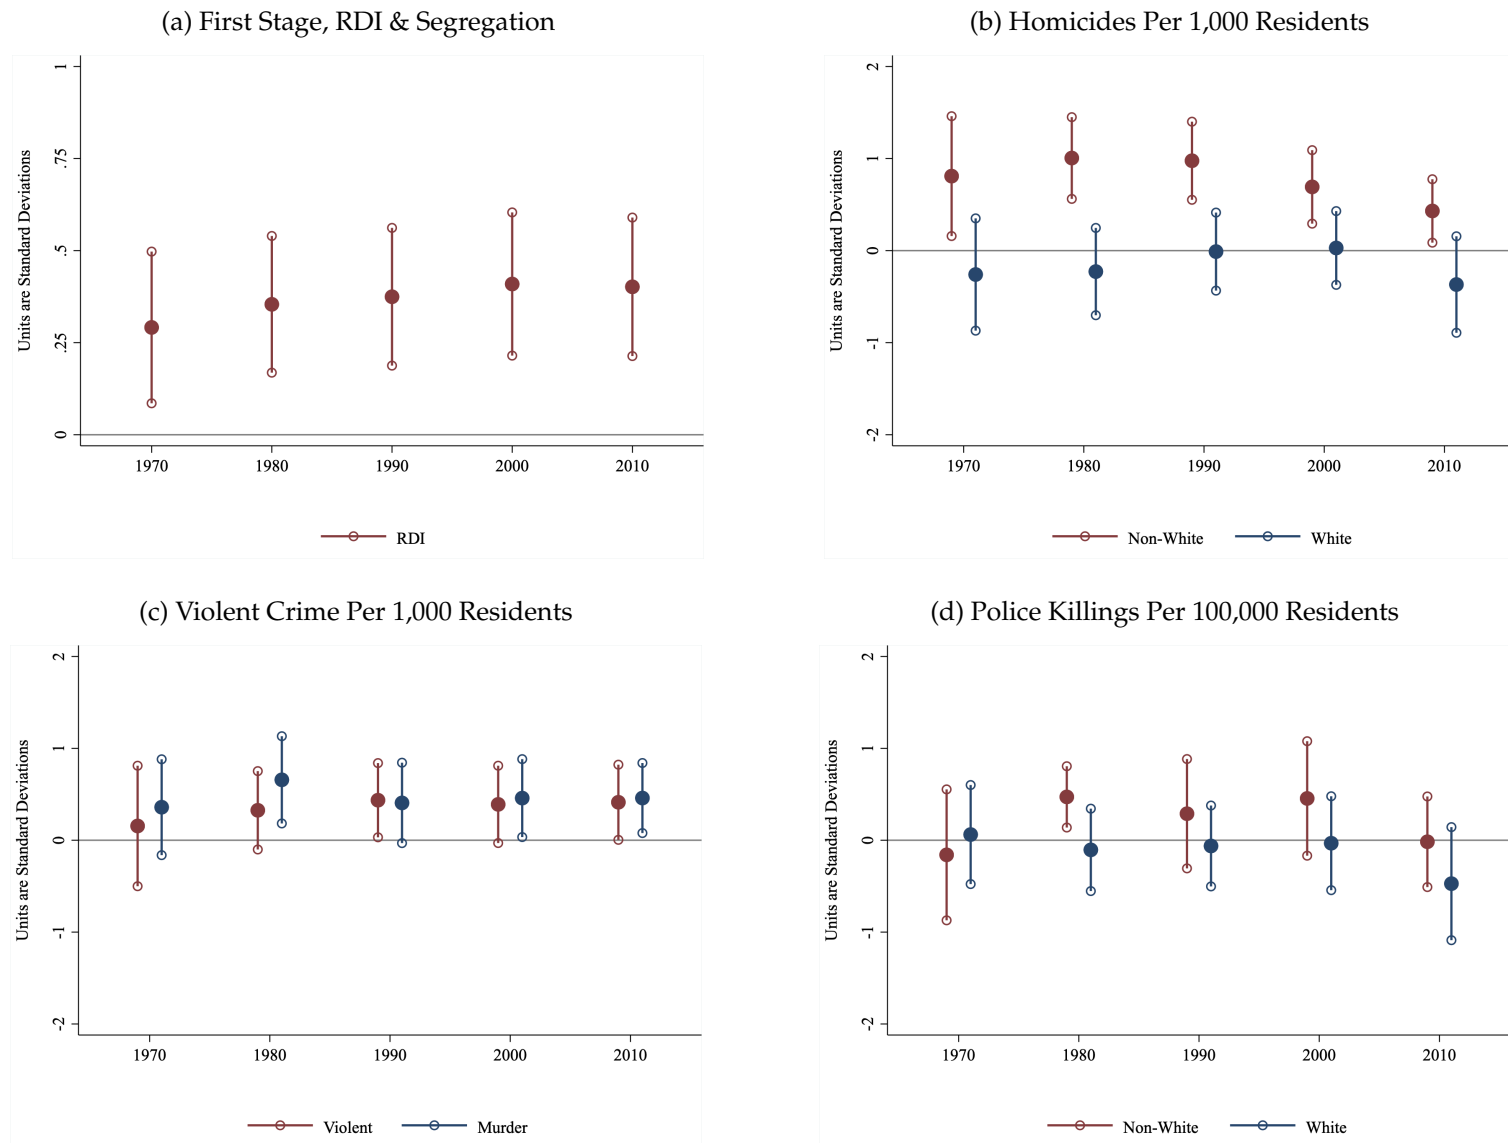 (a) First Stage, RDI & Segregation
Units are Standard Deviations
1
.75
.5
.25
0
1970 1980 1990 2000 2010
RDI
(b) Homicides Per 1,000 Residents
Units are Standard Deviations
2
1
0
-1
-2
1970 1980 1990 2000 2010
Non-White White
(c) Violent Crime Per 1,000 Residents
Units are Standard Deviations
2
1
0
-1
-2
1970 1980 1990 2000 2010
Violent Murder
(d) Police Killings Per 100,000 Residents
Units are Standard Deviations
2
1
0
-1
-2
1970 1980 1990 2000 2010
Non-White White